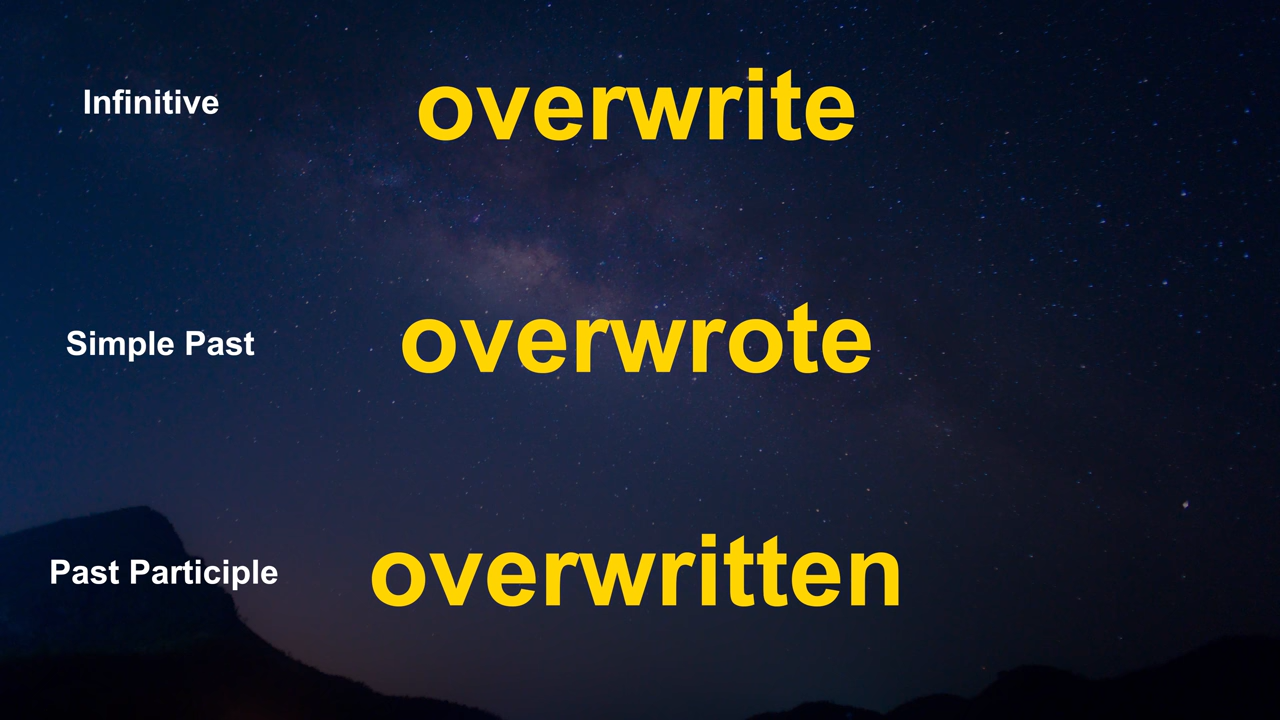 Infinitive overwrite
Simple Past overwrote
Past Participle overwritten